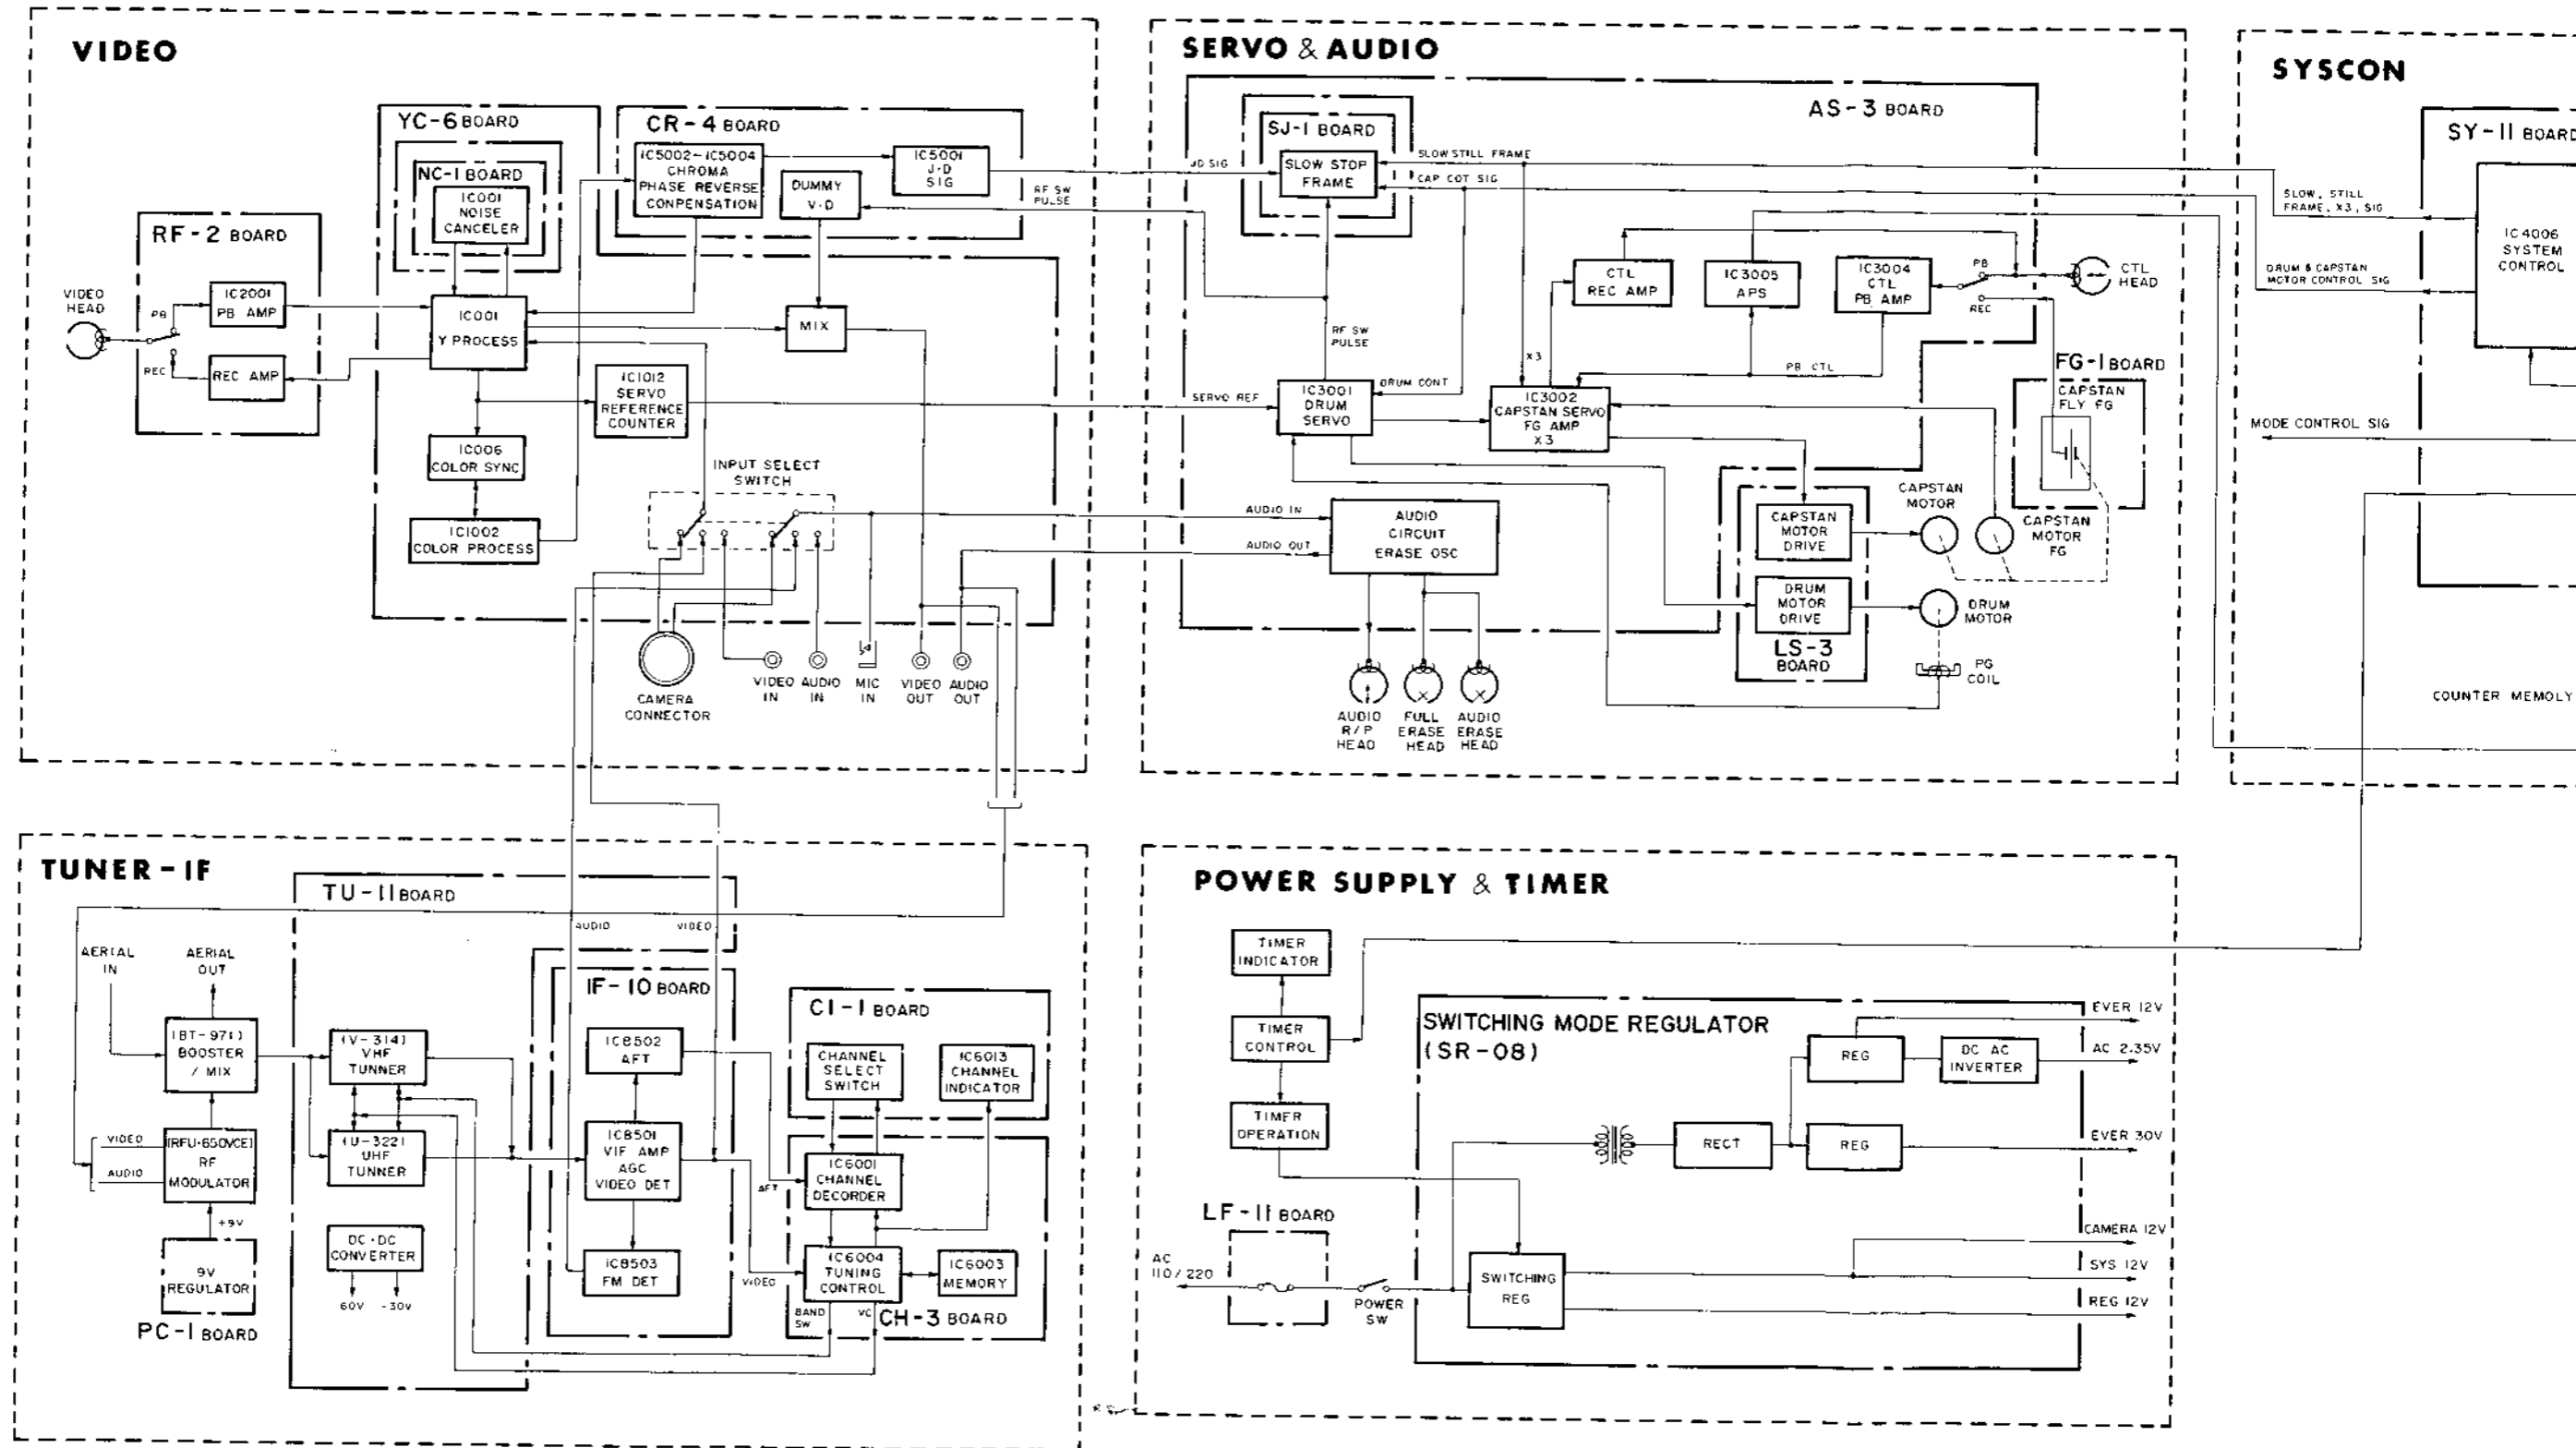 VIDEO
YC-6 BOARD
NC-1 BOARD
IC001
NOISE
CANCELER
CR-4 BOARD
IC5002-IC5004
CHROMA
PHASE REVERSE
CONPENSATION
DUMMY
V-D
IC5001
J-D
SIG
RF SW
PULSE
RF-2 BOARD
VIDEO
HEAD
PB
REC
IC2001
PB AMP
REC AMP
IC001
Y PROCESS
MIX
IC1012
SERVO
REFERENCE
COUNTER
IC006
COLOR SYNC
IC1002
COLOR PROCESS
INPUT SELECT
SWITCH
CAMERA
CONNECTOR
VIDEO
IN
AUDIO
IN
MIC
IN
VIDEO
OUT
AUDIO
OUT
SERVO & AUDIO
AS-3 BOARD
SJ-1 BOARD
SLOW STOP
FRAME
JD SIG
SLOW STILL FRAME
CAP COT SIG
CTL
REC AMP
IC3005
APS
IC3004
CTL
PB AMP
PB
REC
CTL
HEAD
RF SW
PULSE
X3
PB CTL
FG-1 BOARD
CAPSTAN
FLY FG
SERVO REF
IC3001
DRUM
SERVO
DRUM CONT
IC3002
CAPSTAN SERVO
FG AMP
X3
AUDIO IN
AUDIO OUT
AUDIO
CIRCUIT
ERASE OSC
CAPSTAN
MOTOR
DRIVE
CAPSTAN
MOTOR
CAPSTAN
MOTOR
FG
DRUM
MOTOR
DRIVE
DRUM
MOTOR
LS-3
BOARD
PG
COIL
AUDIO
R/P
HEAD
FULL
ERASE
HEAD
AUDIO
ERASE
HEAD
SYSCON
SY-11 BOARD
IC4006
SYSTEM
CONTROL
SLOW, STILL
FRAME, X3, SIG
DRUM & CAPSTAN
MOTOR CONTROL SIG
MODE CONTROL SIG
COUNTER MEMOLY
TUNER-IF
TU-11 BOARD
AUDIO
VIDEO
AERIAL
IN
AERIAL
OUT
(BT-971)
BOOSTER
/ MIX
VIDEO
AUDIO
(RFU-650VCE)
RF
MODULATOR
+9V
9V
REGULATOR
PC-1 BOARD
(V-314)
VHF
TUNNER
(U-322)
UHF
TUNNER
DC-DC
CONVERTER
60V
-30V
IF-10 BOARD
IC8502
AFT
IC8501
VIF AMP
AGC
VIDEO DET
IC8503
FM DET
AFT
VIDEO
CI-1 BOARD
CHANNEL
SELECT
SWITCH
IC6013
CHANNEL
INDICATOR
IC6001
CHANNEL
DECORDER
IC6004
TUNING
CONTROL
IC6003
MEMORY
BAND
SW
VC
CH-3 BOARD
POWER SUPPLY & TIMER
TIMER
INDICATOR
TIMER
CONTROL
TIMER
OPERATION
SWITCHING MODE REGULATOR
(SR-08)
REG
DC AC
INVERTER
RECT
REG
EVER 12V
AC 2.35V
EVER 30V
CAMERA 12V
SYS 12V
REG 12V
LF-11 BOARD
AC
110/220
POWER
SW
SWITCHING
REG